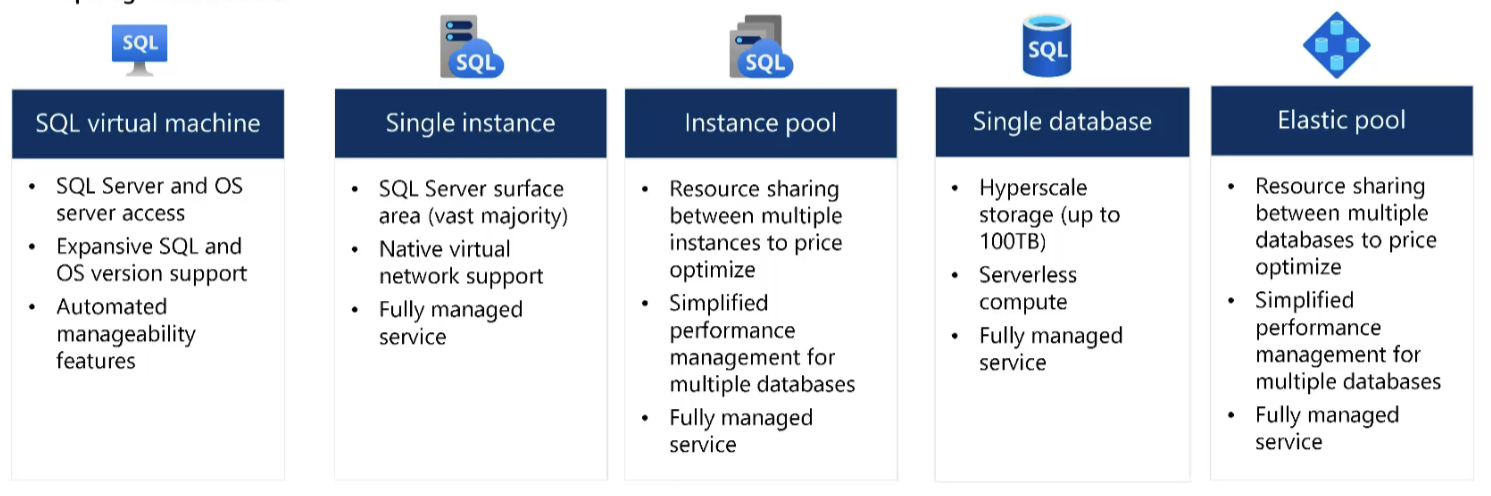 SQL
SQL
SQL
SQL
SQL virtual machine
• SQL Server and OS
server access
• Expansive SQL and
OS version support
• Automated
manageability
features
Single instance
• SQL Server surface
area (vast majority)
• Native virtual
network support
• Fully managed
service
Instance pool
• Resource sharing
between multiple
instances to price
optimize
• Simplified
performance
management for
multiple databases
• Fully managed
service
Single database
• Hyperscale
storage (up to
100TB)
• Serverless
compute
• Fully managed
service
Elastic pool
• Resource sharing
between multiple
databases to price
optimize
• Simplified
performance
management for
multiple databases
• Fully managed
service